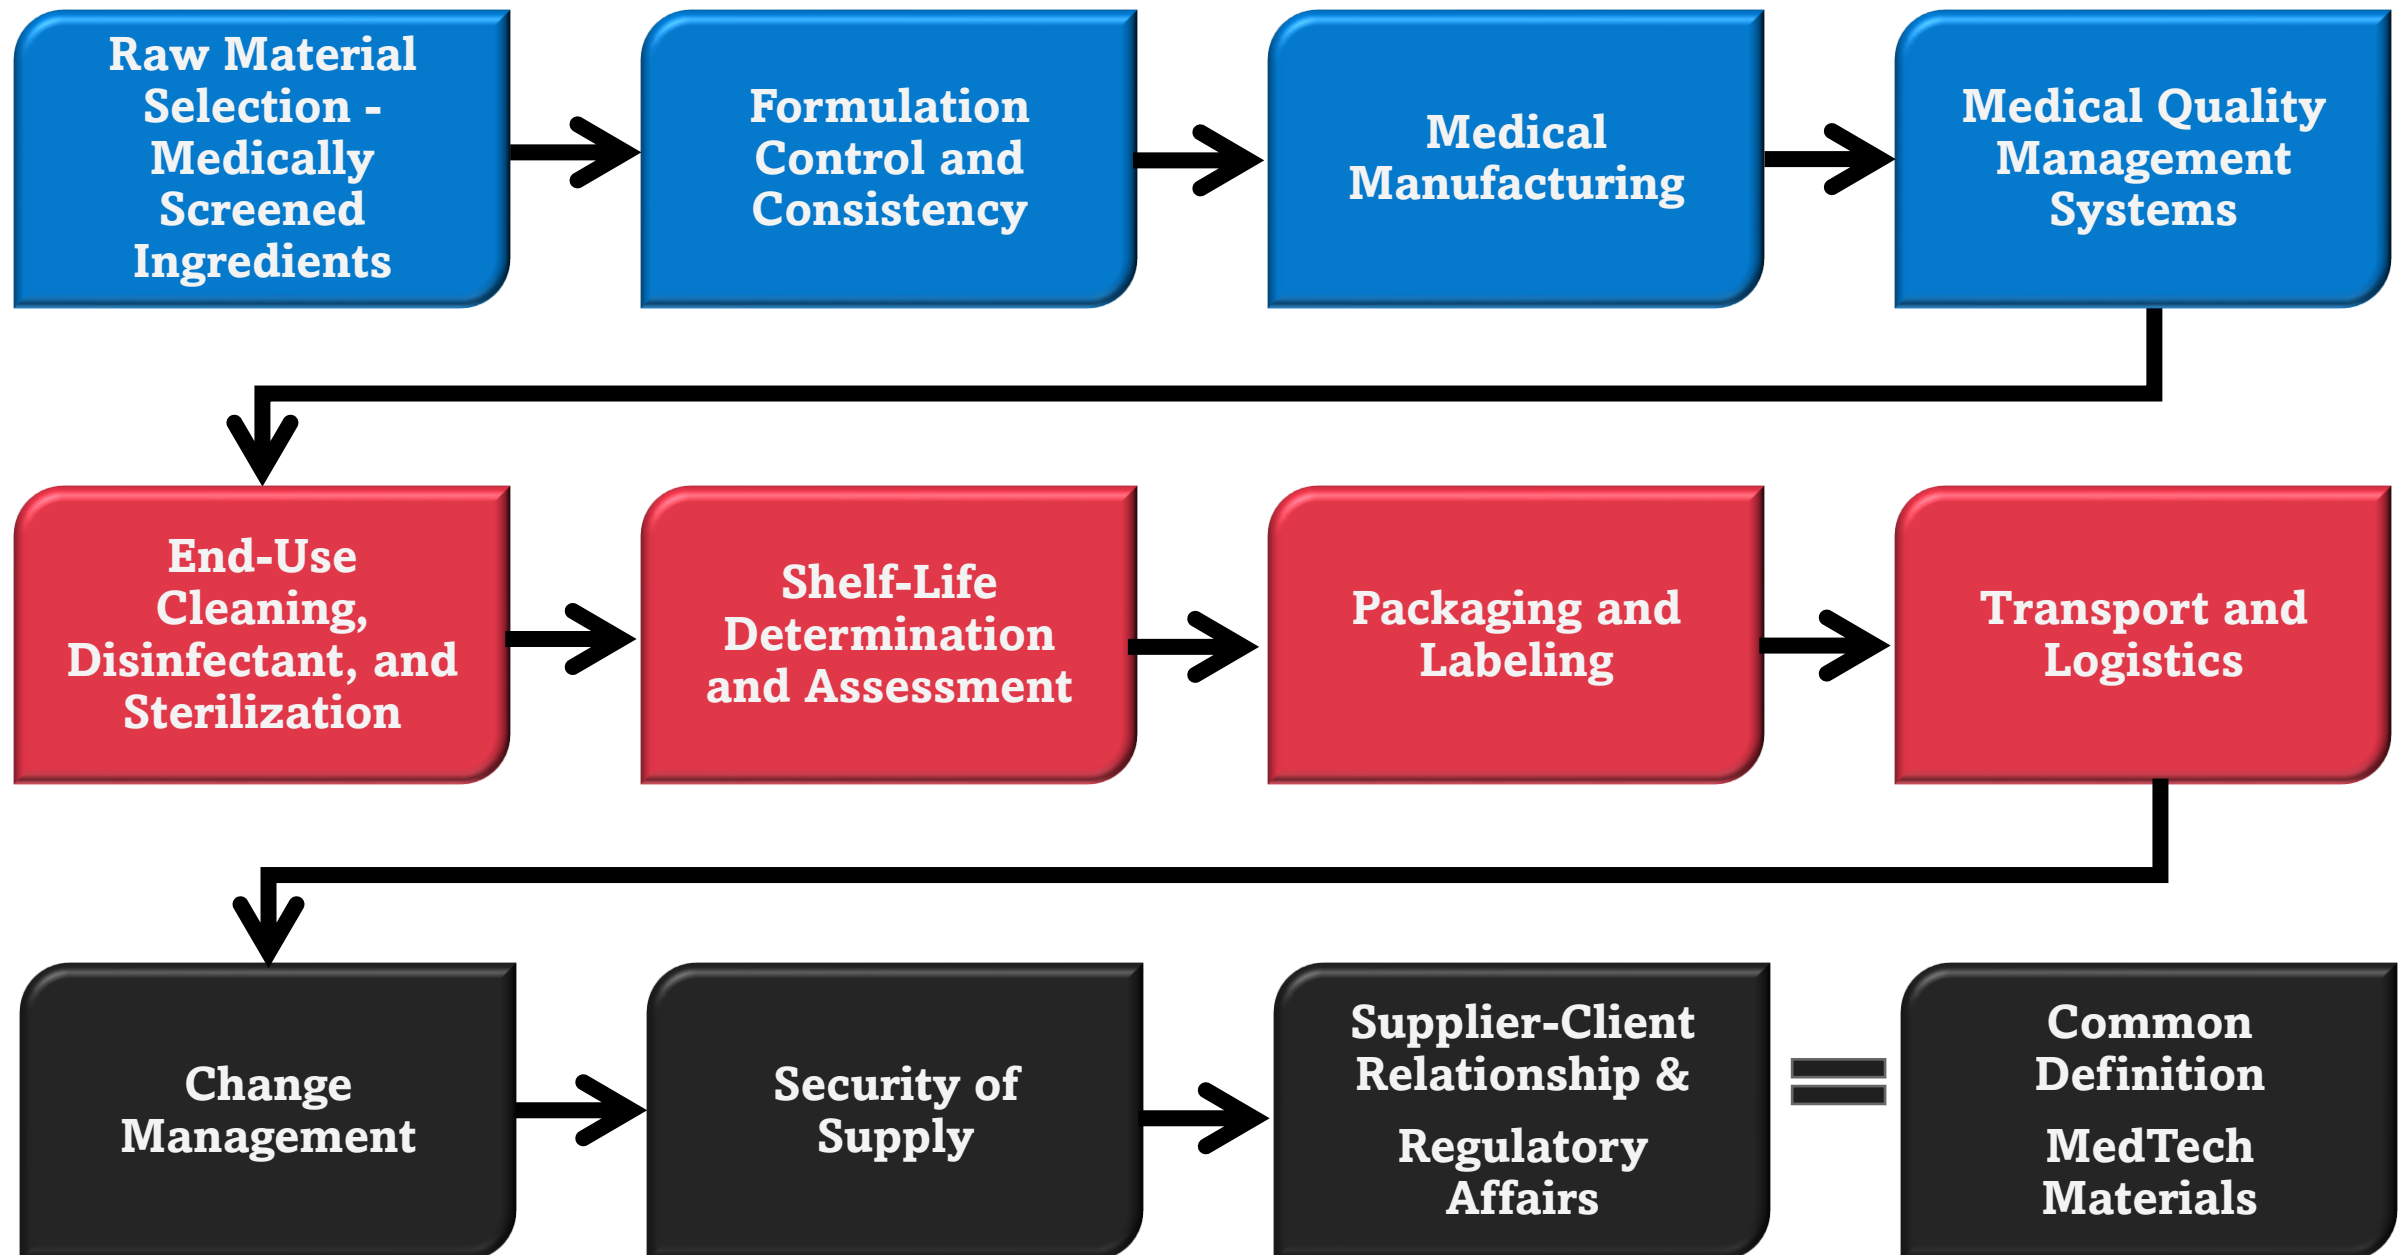 Raw Material
Selection -
Medically
Screened
Ingredients
Formulation
Control and
Consistency
Medical
Manufacturing
Medical Quality
Management
Systems
End-Use
Cleaning,
Disinfectant, and
Sterilization
Shelf-Life
Determination
and Assessment
Packaging and
Labeling
Transport and
Logistics
Change
Management
Security of
Supply
Supplier-Client
Relationship &
Regulatory
Affairs
Common
Definition
MedTech
Materials